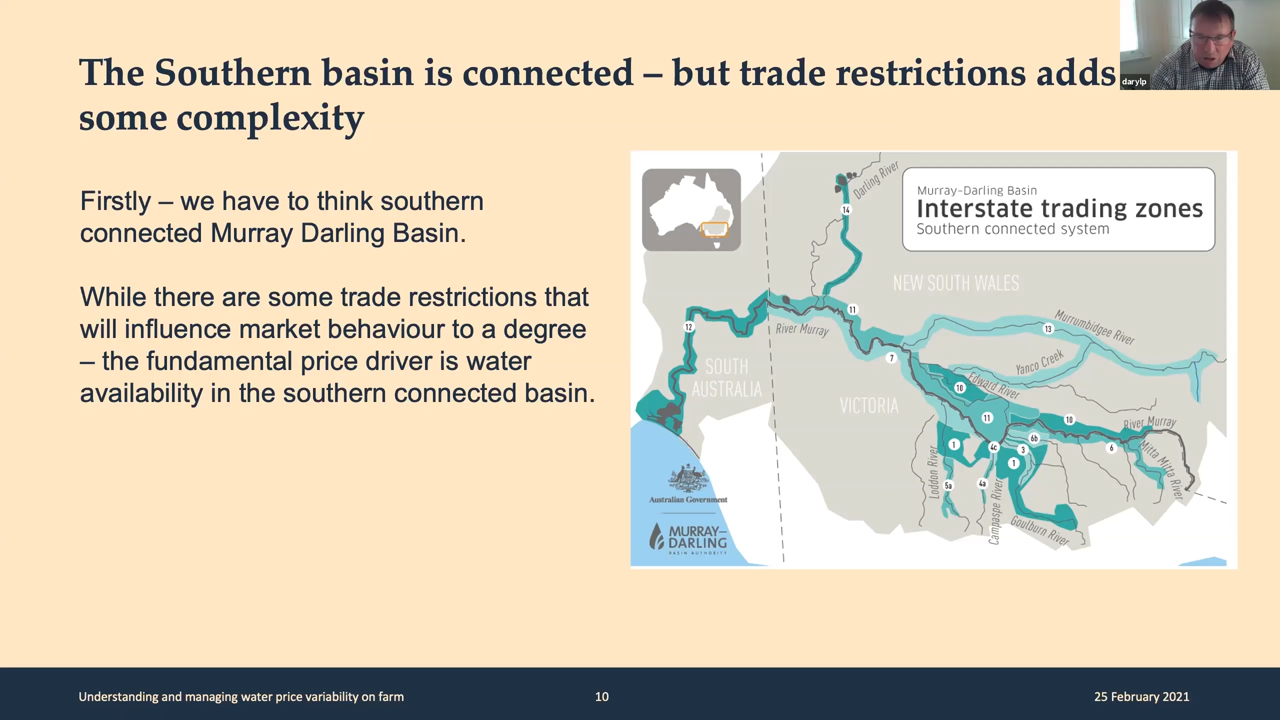 The Southern basin is connected – but trade restrictions adds
some complexity
darylp
Firstly – we have to think southern
connected Murray Darling Basin.
While there are some trade restrictions that
will influence market behaviour to a degree
– the fundamental price driver is water
availability in the southern connected basin.
Murray–Darling Basin
Interstate trading zones
Southern connected system
Darling River
14
NEW SOUTH WALES
11
12
River Murray
13
Murrumbidgee River
7
Yanco Creek
SOUTH
AUSTRALIA
VICTORIA
10
Edward River
11
10
River Murray
6b
1
4c
3
6
1
Mitta Mitta River
Loddon River
5a
4a
Campaspe River
Goulburn River
Australian Government
MURRAY–
DARLING
BASIN AUTHORITY
Understanding and managing water price variability on farm
10
25 February 2021